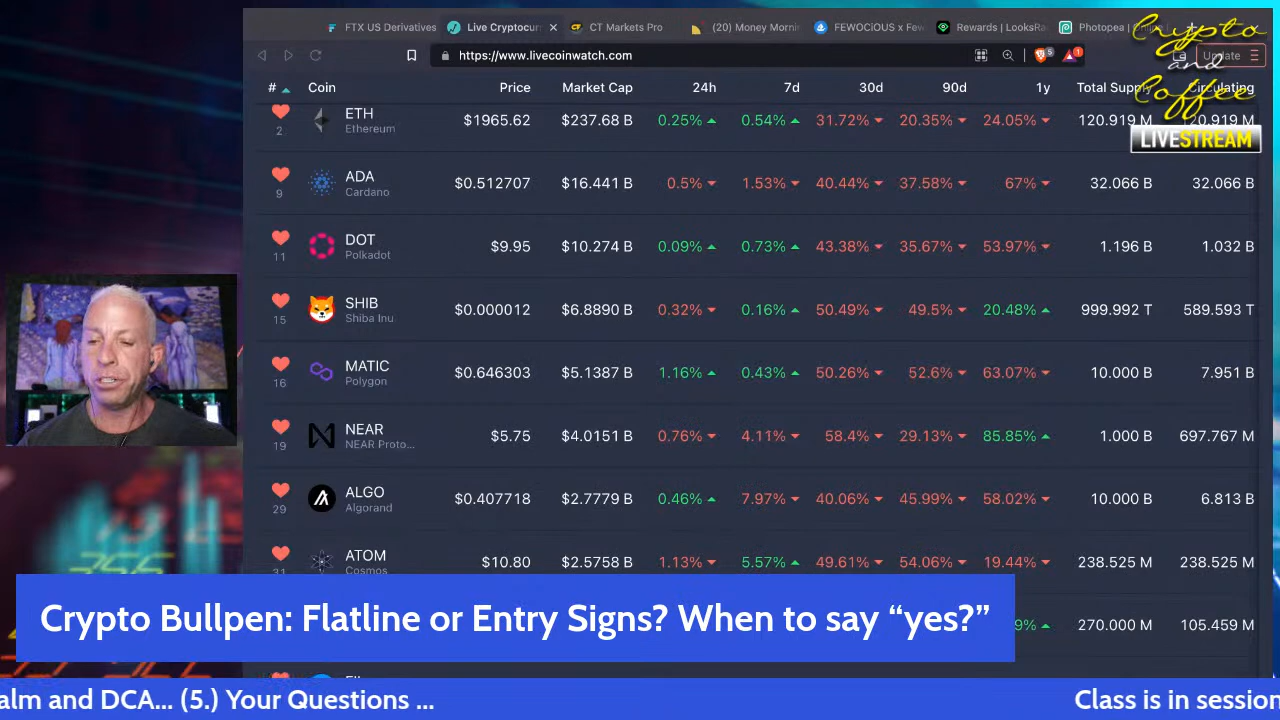 FTX US Derivatives
Live Cryptocurr
CT Markets Pro
(20) Money Morni
FEWOCiOUS x Few
Rewards | LooksRa
Photopea |
Crypto
and
Coffee
LIVESTREAM
https://www.livecoinwatch.com
5
1
Update
# Coin Price Market Cap 24h 7d 30d 90d 1y Total Supply Circulating
2 ETH Ethereum $1965.62 $237.68 B 0.25% 0.54% 31.72% 20.35% 24.05% 120.919 M 120.919 M
9 ADA Cardano $0.512707 $16.441 B 0.5% 1.53% 40.44% 37.58% 67% 32.066 B 32.066 B
11 DOT Polkadot $9.95 $10.274 B 0.09% 0.73% 43.38% 35.67% 53.97% 1.196 B 1.032 B
15 SHIB Shiba Inu $0.000012 $6.8890 B 0.32% 0.16% 50.49% 49.5% 20.48% 999.992 T 589.593 T
16 MATIC Polygon $0.646303 $5.1387 B 1.16% 0.43% 50.26% 52.6% 63.07% 10.000 B 7.951 B
19 NEAR NEAR Proto... $5.75 $4.0151 B 0.76% 4.11% 58.4% 29.13% 85.85% 1.000 B 697.767 M
29 ALGO Algorand $0.407718 $2.7779 B 0.46% 7.97% 40.06% 45.99% 58.02% 10.000 B 6.813 B
31 ATOM Cosmos $10.80 $2.5758 B 1.13% 5.57% 49.61% 54.06% 19.44% 238.525 M 238.525 M
9% 270.000 M 105.459 M
Crypto Bullpen: Flatline or Entry Signs? When to say “yes?”
alm and DCA... (5.) Your Questions ... Class is in session